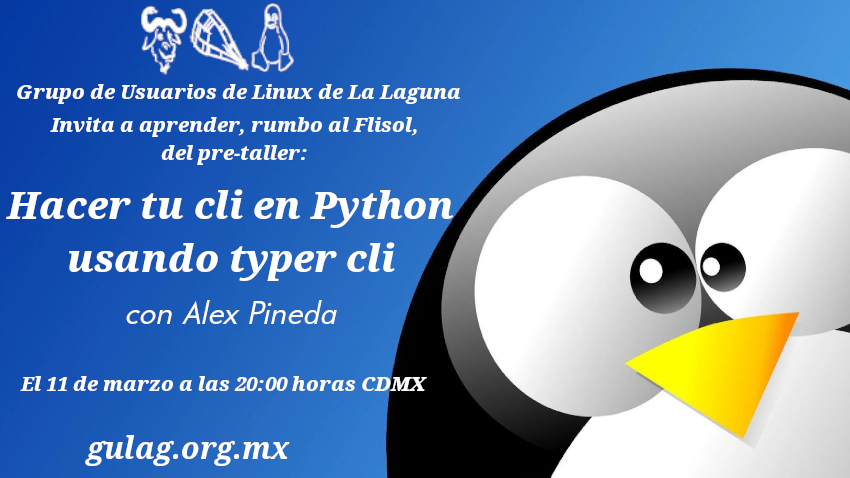 Grupo de Usuarios de Linux de La Laguna
Invita a aprender, rumbo al Flisol,
del pre-taller:
Hacer tu cli en Python
usando typer cli
con Alex Pineda
El 11 de marzo a las 20:00 horas CDMX
gulag.org.mx